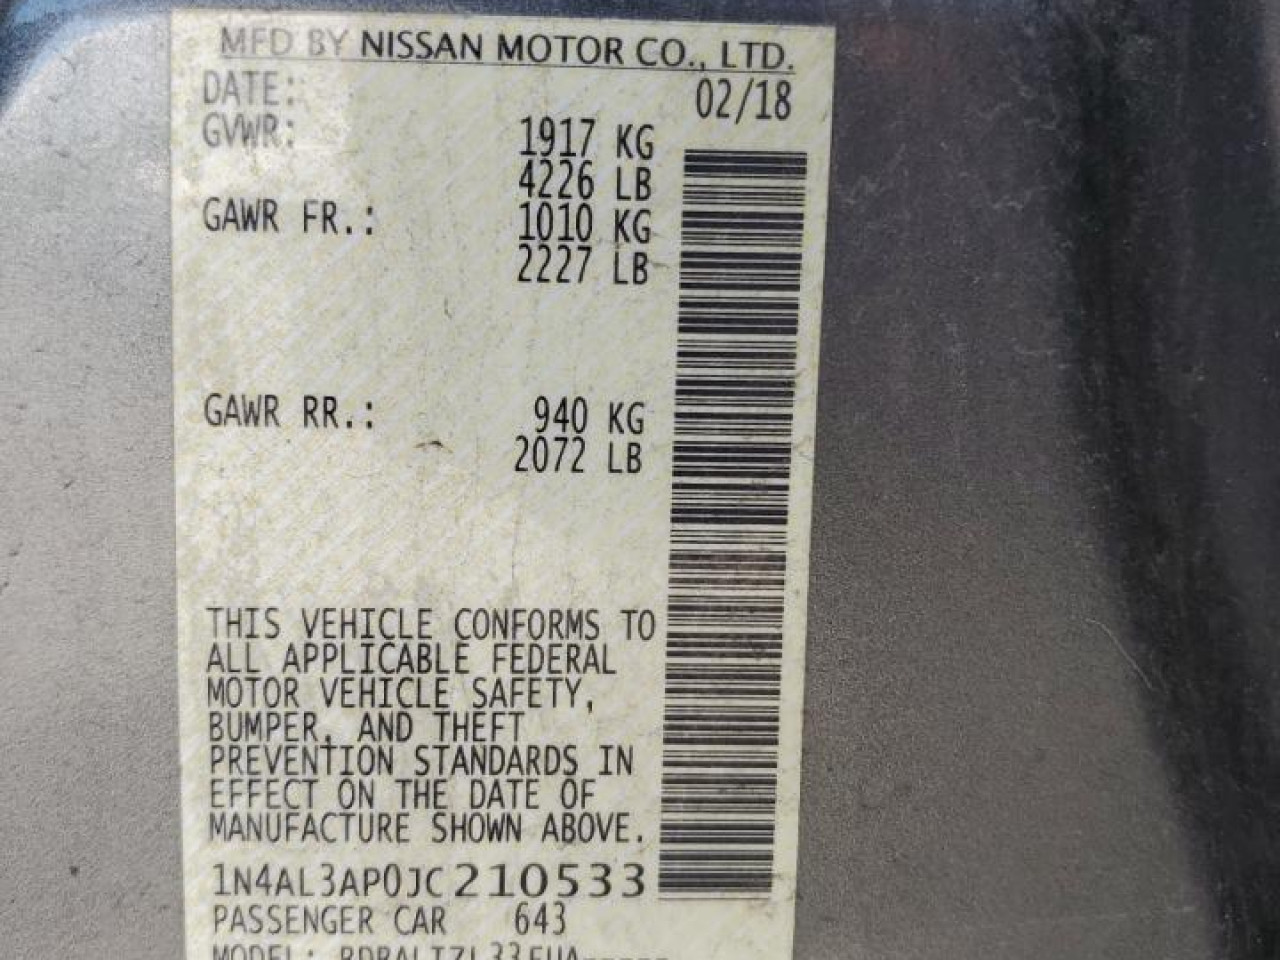 MFD BY NISSAN MOTOR CO., LTD.
DATE: 02/18
GVWR: 1917 KG
4226 LB
GAWR FR.: 1010 KG
2227 LB
GAWR RR.: 940 KG
2072 LB
THIS VEHICLE CONFORMS TO
ALL APPLICABLE FEDERAL
MOTOR VEHICLE SAFETY,
BUMPER, AND THEFT
PREVENTION STANDARDS IN
EFFECT ON THE DATE OF
MANUFACTURE SHOWN ABOVE.
1N4AL3AP0JC210533
PASSENGER CAR 643
MODEL: